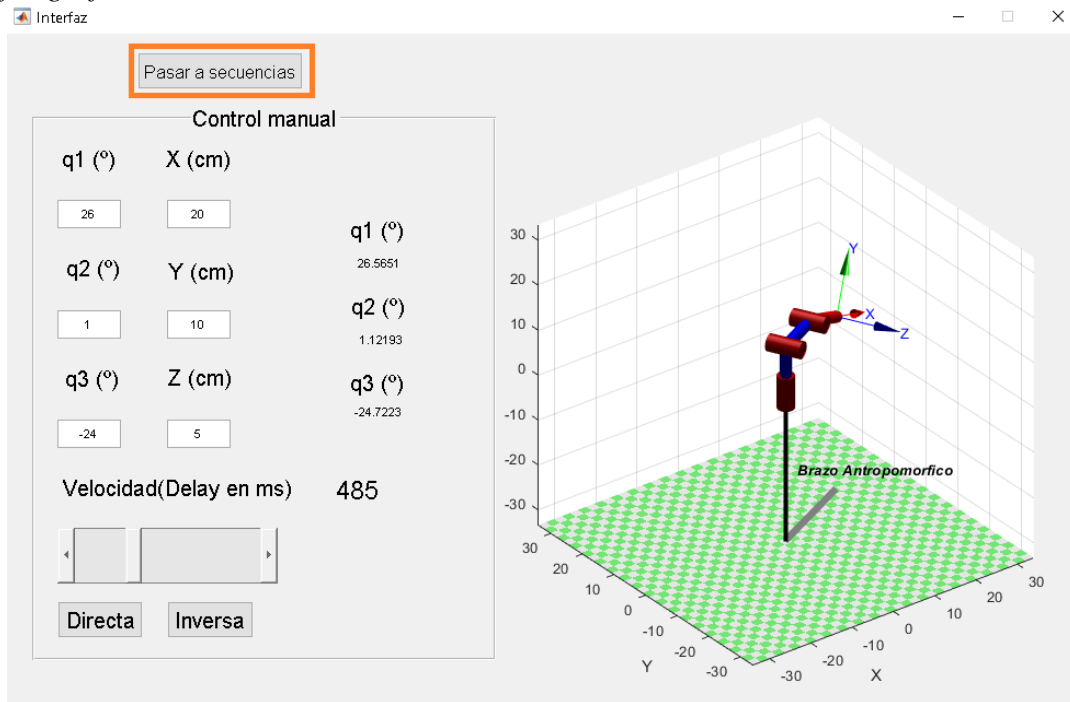 Interfaz
Pasar a secuencias
Control manual
q1 (º) X (cm)
26 20
q1 (º)
26.5651
q2 (º) Y (cm)
1 10
q2 (º)
1.12193
q3 (º) Z (cm)
-24 5
q3 (º)
-24.7223
Velocidad(Delay en ms) 485
Directa Inversa
30
20
10
0
-10
-20
-30
Y
X
Z
Brazo Antropomorfico
30
20
10
0
-10
-20
-30
Y
-30
-20
-10
0
10
20
30
X